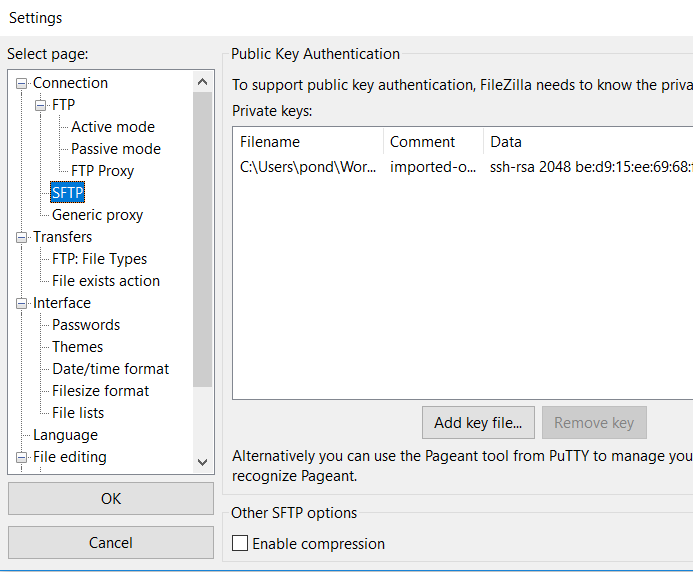 Settings
Select page:
Connection
FTP
Active mode
Passive mode
FTP Proxy
SFTP
Generic proxy
Transfers
FTP: File Types
File exists action
Interface
Passwords
Themes
Date/time format
Filesize format
File lists
Language
File editing
OK
Cancel
Public Key Authentication
To support public key authentication, FileZilla needs to know the priva
Private keys:
Filename Comment Data
C:\Users\pond\Wor... imported-o... ssh-rsa 2048 be:d9:15:ee:69:68:f
Add key file... Remove key
Alternatively you can use the Pageant tool from PuTTY to manage you
recognize Pageant.
Other SFTP options
Enable compression